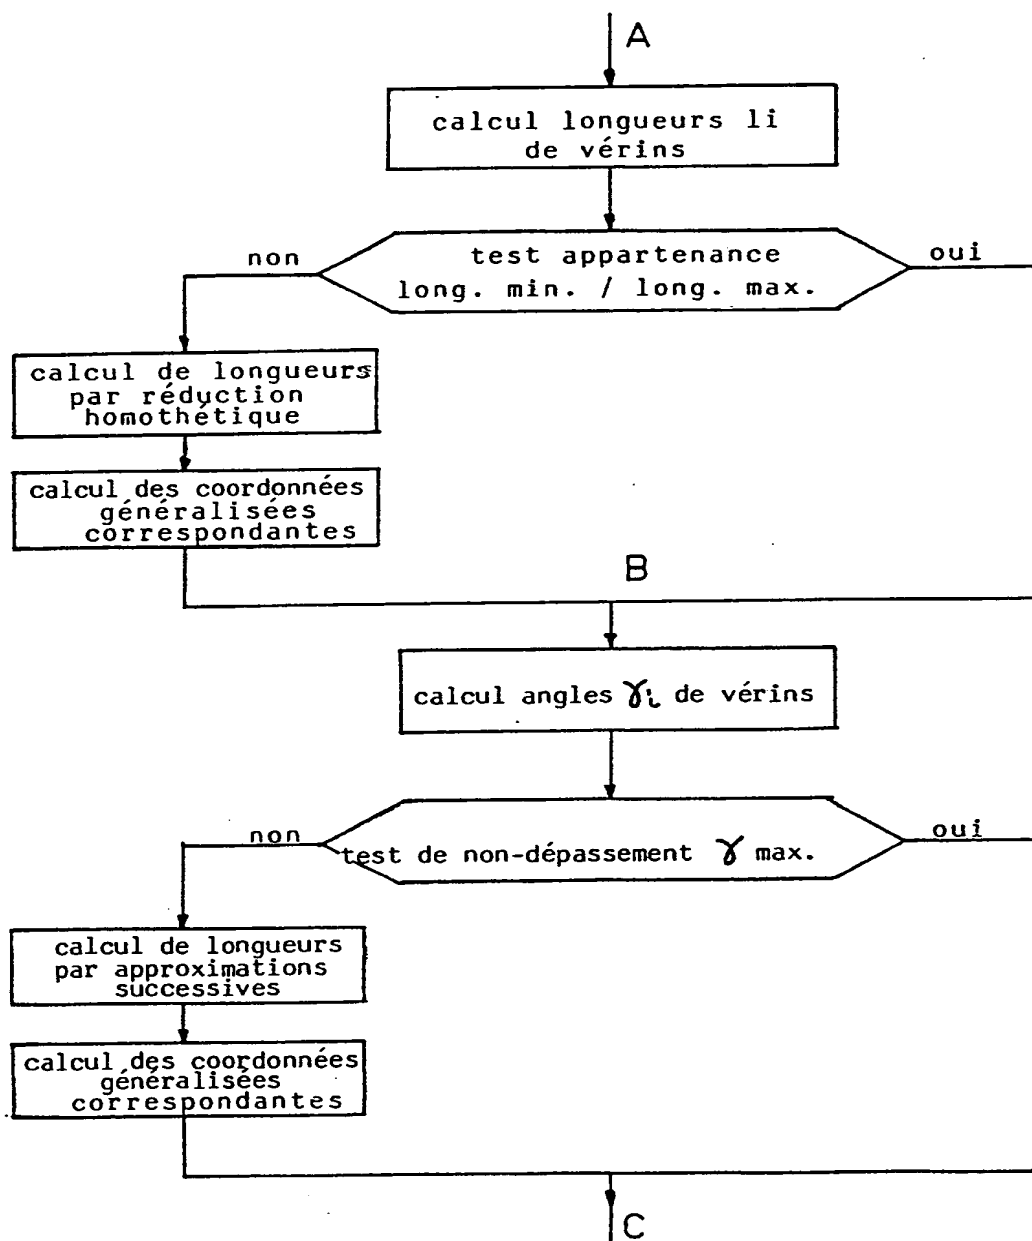 A
calcul longueurs li
de vérins
non
test appartenance
oui
long. min. / long. max.
calcul de longueurs
par réduction
homothétique
calcul des coordonnées
généralisées
correspondantes
B
calcul angles γi de vérins
non
oui
test de non-dépassement γ max.
calcul de longueurs
par approximations
successives
calcul des coordonnées
généralisées
correspondantes
C